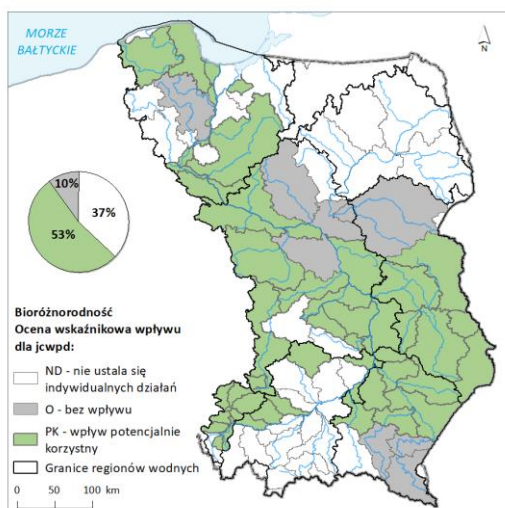 MORZE
BAŁTYCKIE
N
10%
37%
53%
Bioróżnorodność
Ocena wskaźnikowa wpływu
dla jcwpd:
ND - nie ustala się
indywidualnych działań
O - bez wpływu
PK - wpływ potencjalnie
korzystny
Granice regionów wodnych
0 50 100 km